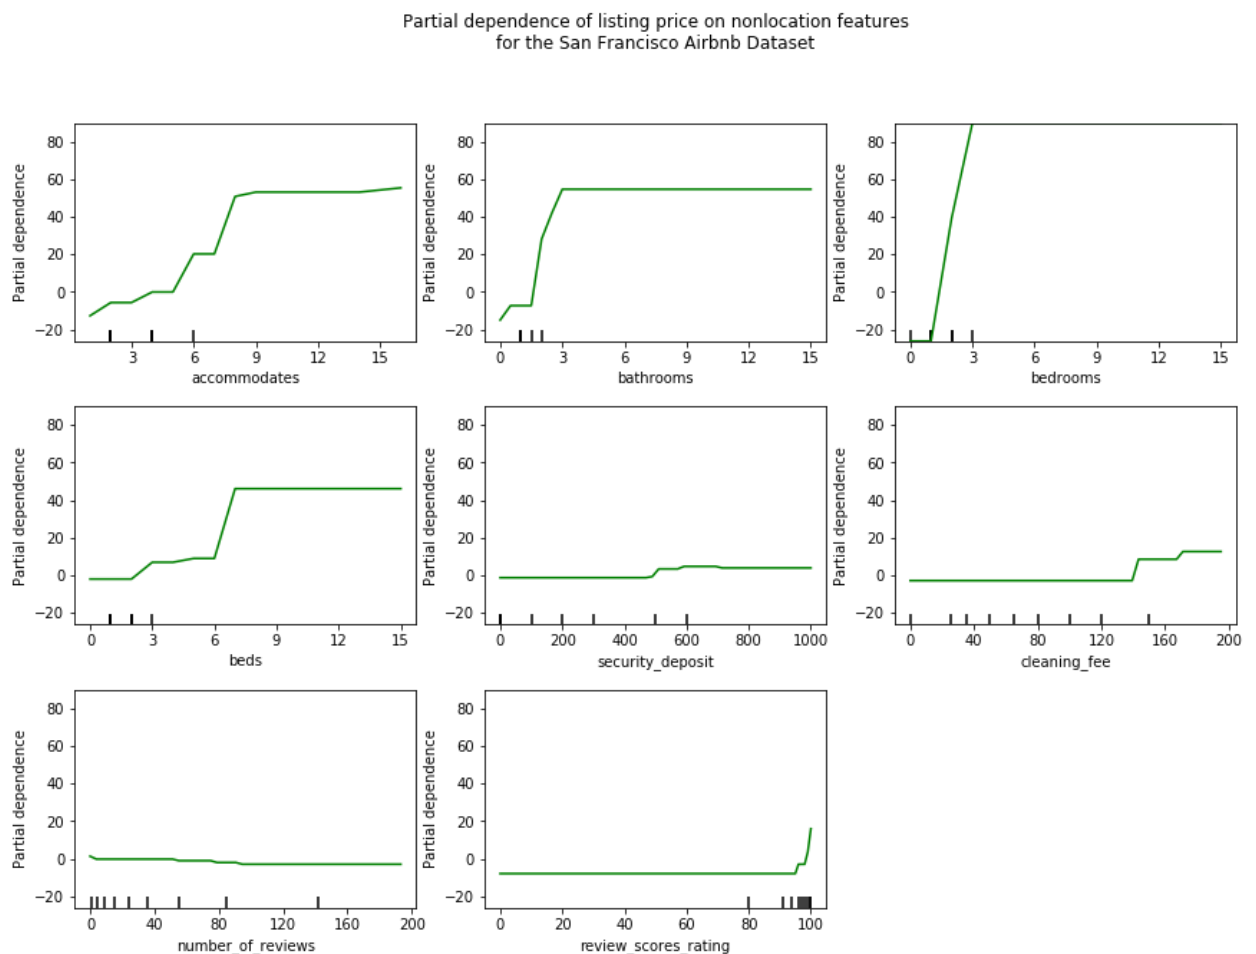 Partial dependence of listing price on nonlocation features
for the San Francisco Airbnb Dataset
Partial dependence
80
60
40
20
0
−20
3 6 9 12 15
accommodates
Partial dependence
80
60
40
20
0
−20
0 3 6 9 12 15
bathrooms
Partial dependence
80
60
40
20
0
−20
0 3 6 9 12 15
bedrooms
Partial dependence
80
60
40
20
0
−20
0 3 6 9 12 15
beds
Partial dependence
80
60
40
20
0
−20
0 200 400 600 800 1000
security_deposit
Partial dependence
80
60
40
20
0
−20
0 40 80 120 160 200
cleaning_fee
Partial dependence
80
60
40
20
0
−20
0 40 80 120 160 200
number_of_reviews
Partial dependence
80
60
40
20
0
−20
0 20 40 60 80 100
review_scores_rating